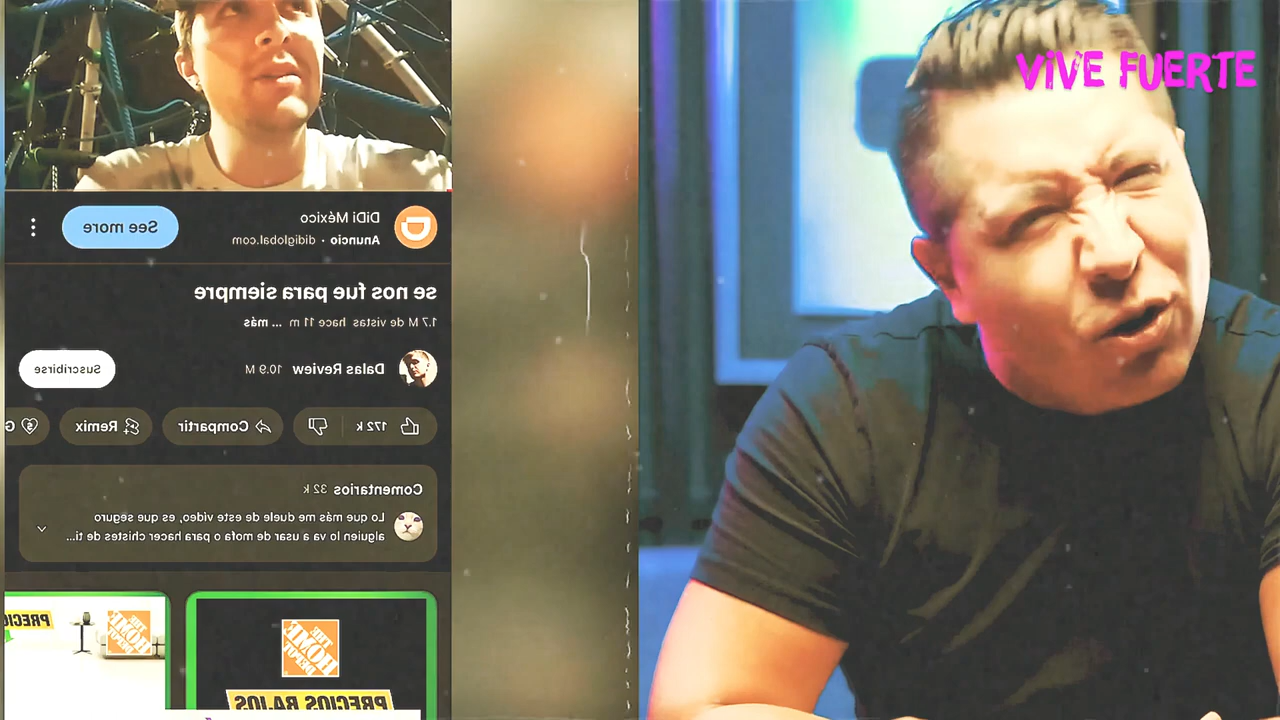 VIVE FUERTE
DiDi México
Anuncio · didiglobal.com
See more
se nos fue para siempre
1.7 M de vistas hace 11 m ... más
Dalas Review 10.9 M
Suscribirse
172 k
Compartir
Remix
G
Comentarios 32 k
Lo que más me duele de este video, es que seguro
alguien lo va a usar de mofa o para hacer chistes de ti...
THE
HOME
DEPOT
PRECIOS BAJOS
THE
HOME
DEPOT